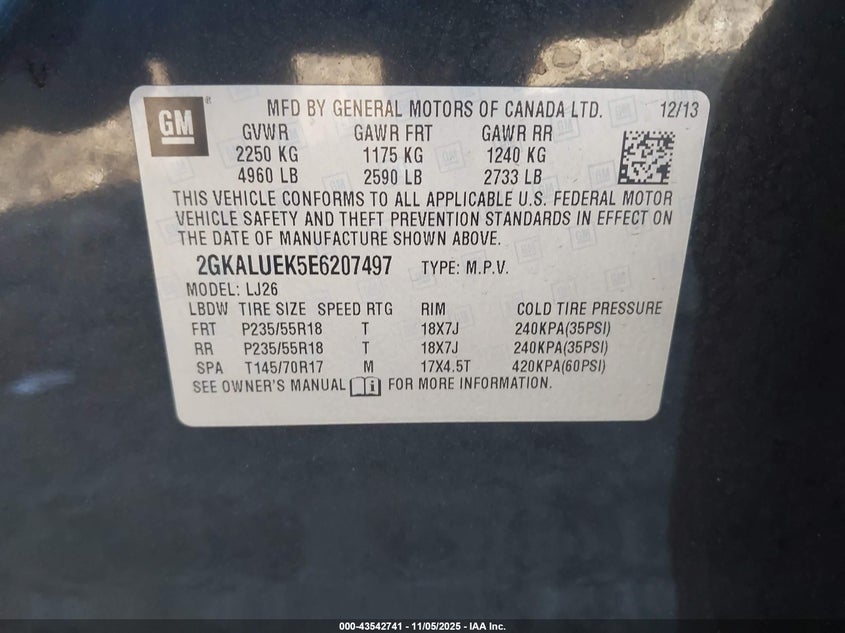 GM ® MFD BY GENERAL MOTORS OF CANADA LTD. 12/13
GVWR GAWR FRT GAWR RR
2250 KG 1175 KG 1240 KG
4960 LB 2590 LB 2733 LB
THIS VEHICLE CONFORMS TO ALL APPLICABLE U.S. FEDERAL MOTOR
VEHICLE SAFETY AND THEFT PREVENTION STANDARDS IN EFFECT ON
THE DATE OF MANUFACTURE SHOWN ABOVE.
2GKALUEK5E6207497 TYPE: M.P.V.
MODEL: LJ26
LBDW TIRE SIZE SPEED RTG RIM COLD TIRE PRESSURE
FRT P235/55R18 T 18X7J 240KPA(35PSI)
RR P235/55R18 T 18X7J 240KPA(35PSI)
SPA T145/70R17 M 17X4.5T 420KPA(60PSI)
SEE OWNER'S MANUAL FOR MORE INFORMATION.
000-43542741 - 11/05/2025 - IAA Inc.